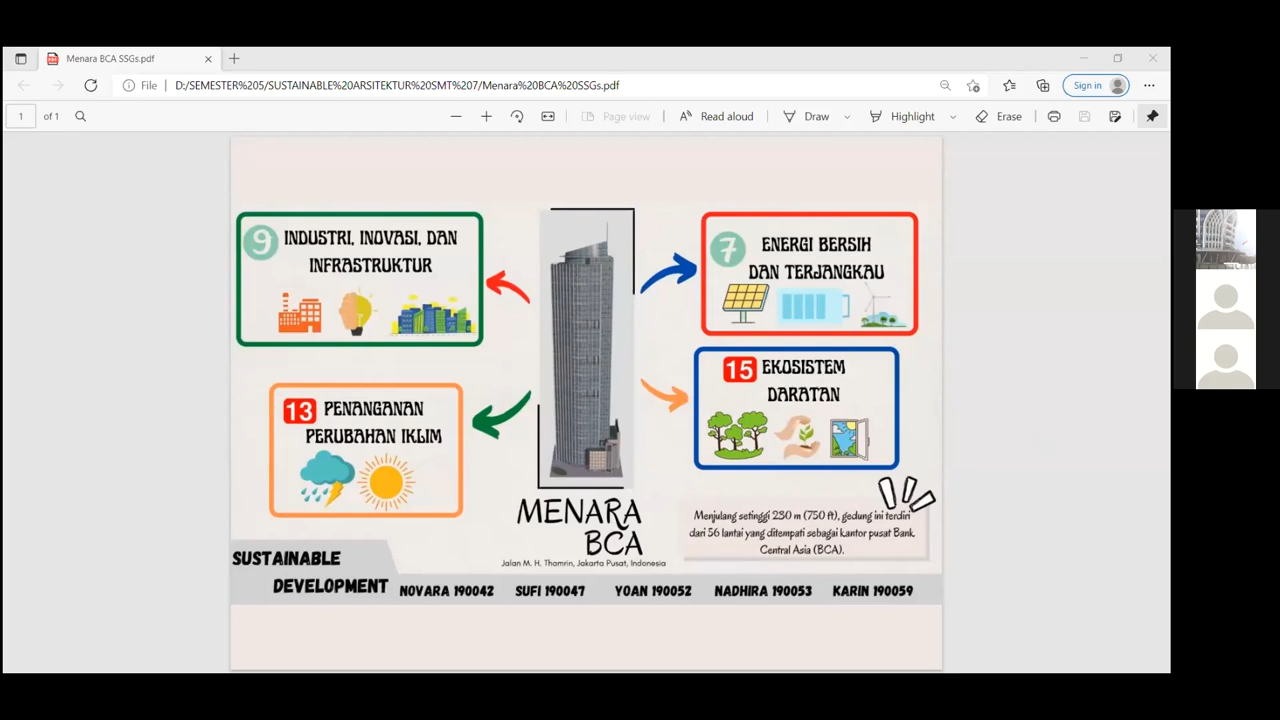 Menara BCA SSGs.pdf
File
D:/SEMESTER%205/SUSTAINABLE%20ARSITEKTUR%20SMT%207/Menara%20BCA%20SSGs.pdf
Sign in
1 of 1
Page view
Read aloud
Draw
Highlight
Erase
9 INDUSTRI, INOVASI, DAN
INFRASTRUKTUR
7 ENERGI BERSIH
DAN TERJANGKAU
13 PENANGANAN
PERUBAHAN IKLIM
15 EKOSISTEM
DARATAN
MENARA
BCA
Jalan M. H. Thamrin, Jakarta Pusat, Indonesia
Menjulang setinggi 230 m (750 ft), gedung ini terdiri
dari 56 lantai yang ditempati sebagai kantor pusat Bank
Central Asia (BCA).
SUSTAINABLE
DEVELOPMENT
NOVARA 190042
SUFI 190047
YOAN 190052
NADHIRA 190053
KARIN 190059